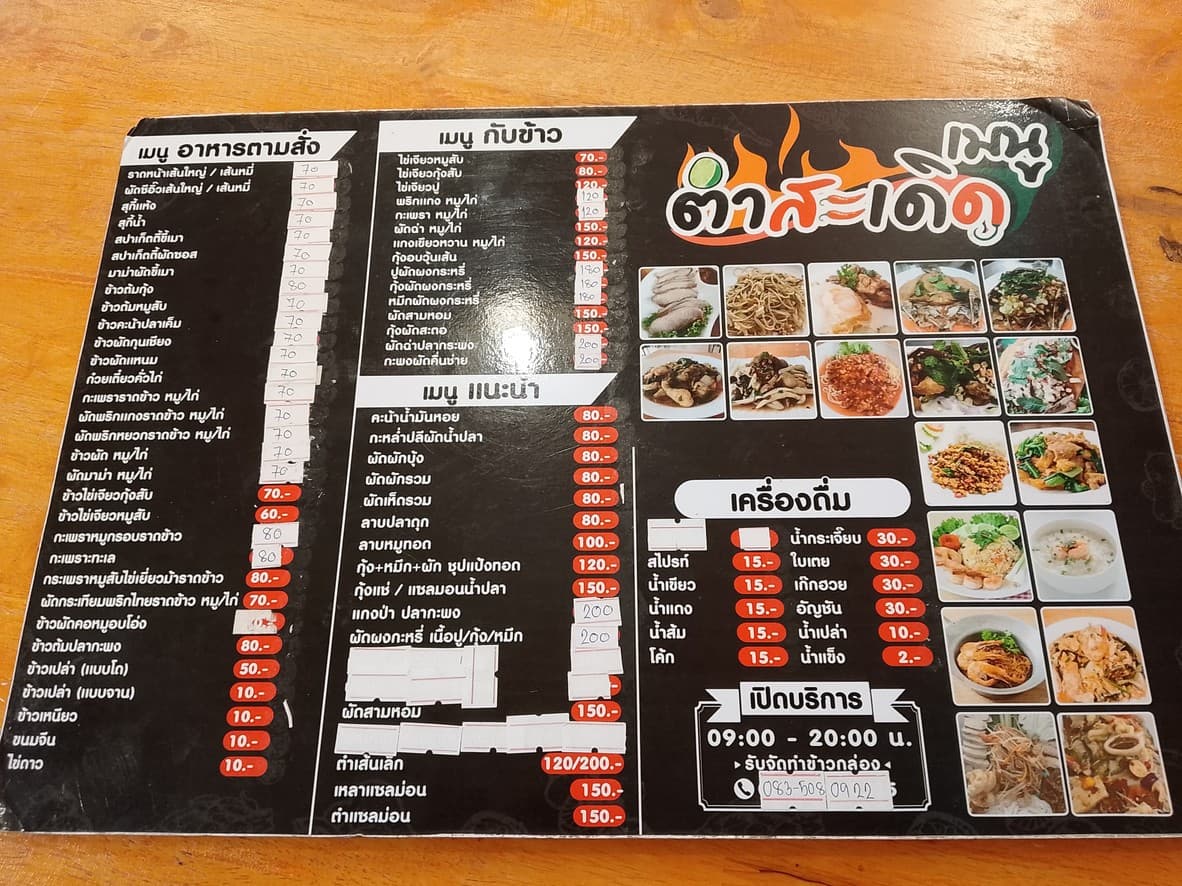 เมนู อาหารตามสั่ง
ราดหน้าเส้นใหญ่ / เส้นหมี่ 70
ผัดซีอิ้วเส้นใหญ่ / เส้นหมี่ 70
สุกี้แห้ง 70
สุกี้น้ำ 70
สปาเก็ตตี้ขี้เมา 70
สปาเก็ตตี้ผัดซอส 70
มาม่าผัดขี้เมา 70
ข้าวต้มกุ้ง 80
ข้าวต้มหมูสับ 70
ข้าวคะน้าปลาเค็ม 70
ข้าวผัดกุนเชียง 70
ข้าวผัดแหนม 70
ก๋วยเตี๋ยวคั่วไก่ 70
กะเพราราดข้าว หมู/ไก่ 70
ผัดพริกแกงราดข้าว หมู/ไก่ 70
ผัดพริกหยวกราดข้าว หมู/ไก่ 70
ข้าวผัด หมู/ไก่ 70
ผัดมาม่า หมู/ไก่ 70
ข้าวไข่เจียวกุ้งสับ 70.-
ข้าวไข่เจียวหมูสับ 60.-
กะเพราหมูกรอบราดข้าว 80
กะเพราะทะเล 80
กระเพราหมูสับไข่เยี่ยวม้าราดข้าว 80.-
ผัดกระเทียมพริกไทยราดข้าว หมู/ไก่ 70.-
ข้าวผัดคอหมูอบโอ่ง
ข้าวต้มปลากะพง 80.-
ข้าวเปล่า (แบบโถ) 50.-
ข้าวเปล่า (แบบจาน) 10.-
ข้าวเหนียว 10.-
ขนมจีน 10.-
ไข่ดาว 10.-
เมนู กับข้าว
ไข่เจียวหมูสับ 70.-
ไข่เจียวกุ้งสับ 80.-
ไข่เจียวปู 120.-
พริกแกง หมู/ไก่ 120
กะเพรา หมู/ไก่ 120
ผัดฉ่า หมู/ไก่ 150.-
แกงเขียวหวาน หมู/ไก่ 120.-
กุ้งอบวุ้นเส้น 150.-
ปูผัดผงกระหรี่ 180
กุ้งผัดผงกระหรี่ 180
หมึกผัดผงกระหรี่ 180
ผัดสามหอม 150.-
กุ้งผัดสะตอ 150.-
ผัดฉ่าปลากระพง 200
กะพงผัดคื่นช่าย 200
เมนู แนะนำ
คะน้าน้ำมันหอย 80.-
กะหล่ำปลีผัดน้ำปลา 80.-
ผัดผักบุ้ง 80.-
ผัดผักรวม 80.-
ผัดเห็ดรวม 80.-
ลาบปลาดุก 80.-
ลาบหมูทอด 100.-
กุ้ง+หมึก+ผัก ชุปแป้งทอด 120.-
กุ้งแช่ / แซลมอนน้ำปลา 150.-
แกงป่า ปลากะพง 200
ผัดผงกะหรี่ เนื้อปู/กุ้ง/หมึก 200
ผัดสามหอม 150.-
ตำเส้นเล็ก 120/200.-
เหลาแซลม่อน 150.-
ตำแซลม่อน 150.-
เมนู
ตำสะเดิด
เครื่องดื่ม
น้ำกระเจี๊ยบ 30.-
สไปรท์ 15.- ใบเตย 30.-
น้ำเขียว 15.- เก๊กฮวย 30.-
น้ำแดง 15.- อัญชัน 30.-
น้ำส้ม 15.- น้ำเปล่า 10.-
โค้ก 15.- น้ำแข็ง 2.-
เปิดบริการ
09:00 - 20:00 น.
รับจัดทำข้าวกล่อง
083-508 0922